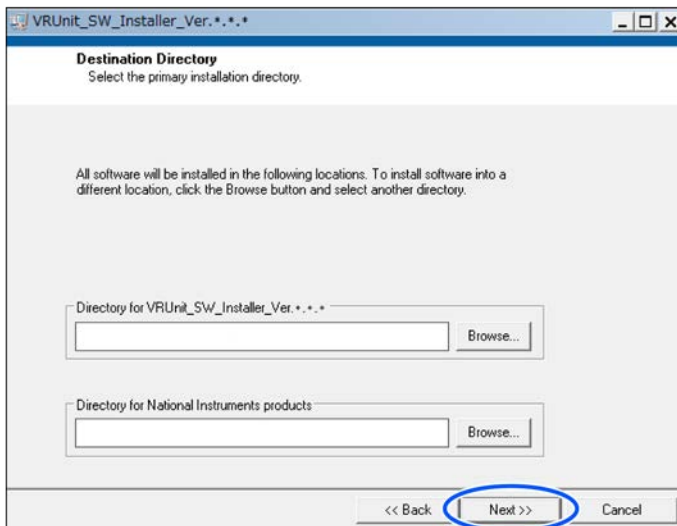 VRUnit_SW_Installer_Ver.*.*.*
Destination Directory
Select the primary installation directory.
All software will be installed in the following locations. To install software into a
different location, click the Browse button and select another directory.
Directory for VRUnit_SW_Installer_Ver.*.*.*
Browse...
Directory for National Instruments products
Browse...
<< Back
Next >>
Cancel